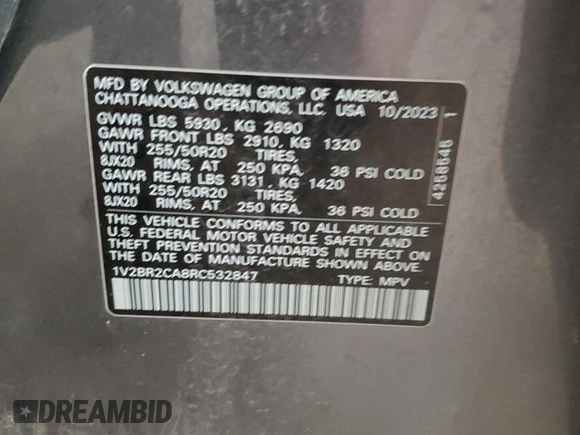 MFD BY VOLKSWAGEN GROUP OF AMERICA
CHATTANOOGA OPERATIONS, LLC. USA 10/2023
GVWR LBS 5930, KG 2690
GAWR FRONT LBS 2910, KG 1320
WITH 255/50R20 TIRES,
8JX20 RIMS, AT 250 KPA, 36 PSI COLD
GAWR REAR LBS 3131, KG 1420
WITH 255/50R20 TIRES,
8JX20 RIMS, AT 250 KPA, 36 PSI COLD
THIS VEHICLE CONFORMS TO ALL APPLICABLE
U.S. FEDERAL MOTOR VEHICLE SAFETY AND
THEFT PREVENTION STANDARDS IN EFFECT ON
THE DATE OF MANUFACTURE SHOWN ABOVE.
1V2BR2CA8RC532847 TYPE: MPV
4258545 1
DREAMBID